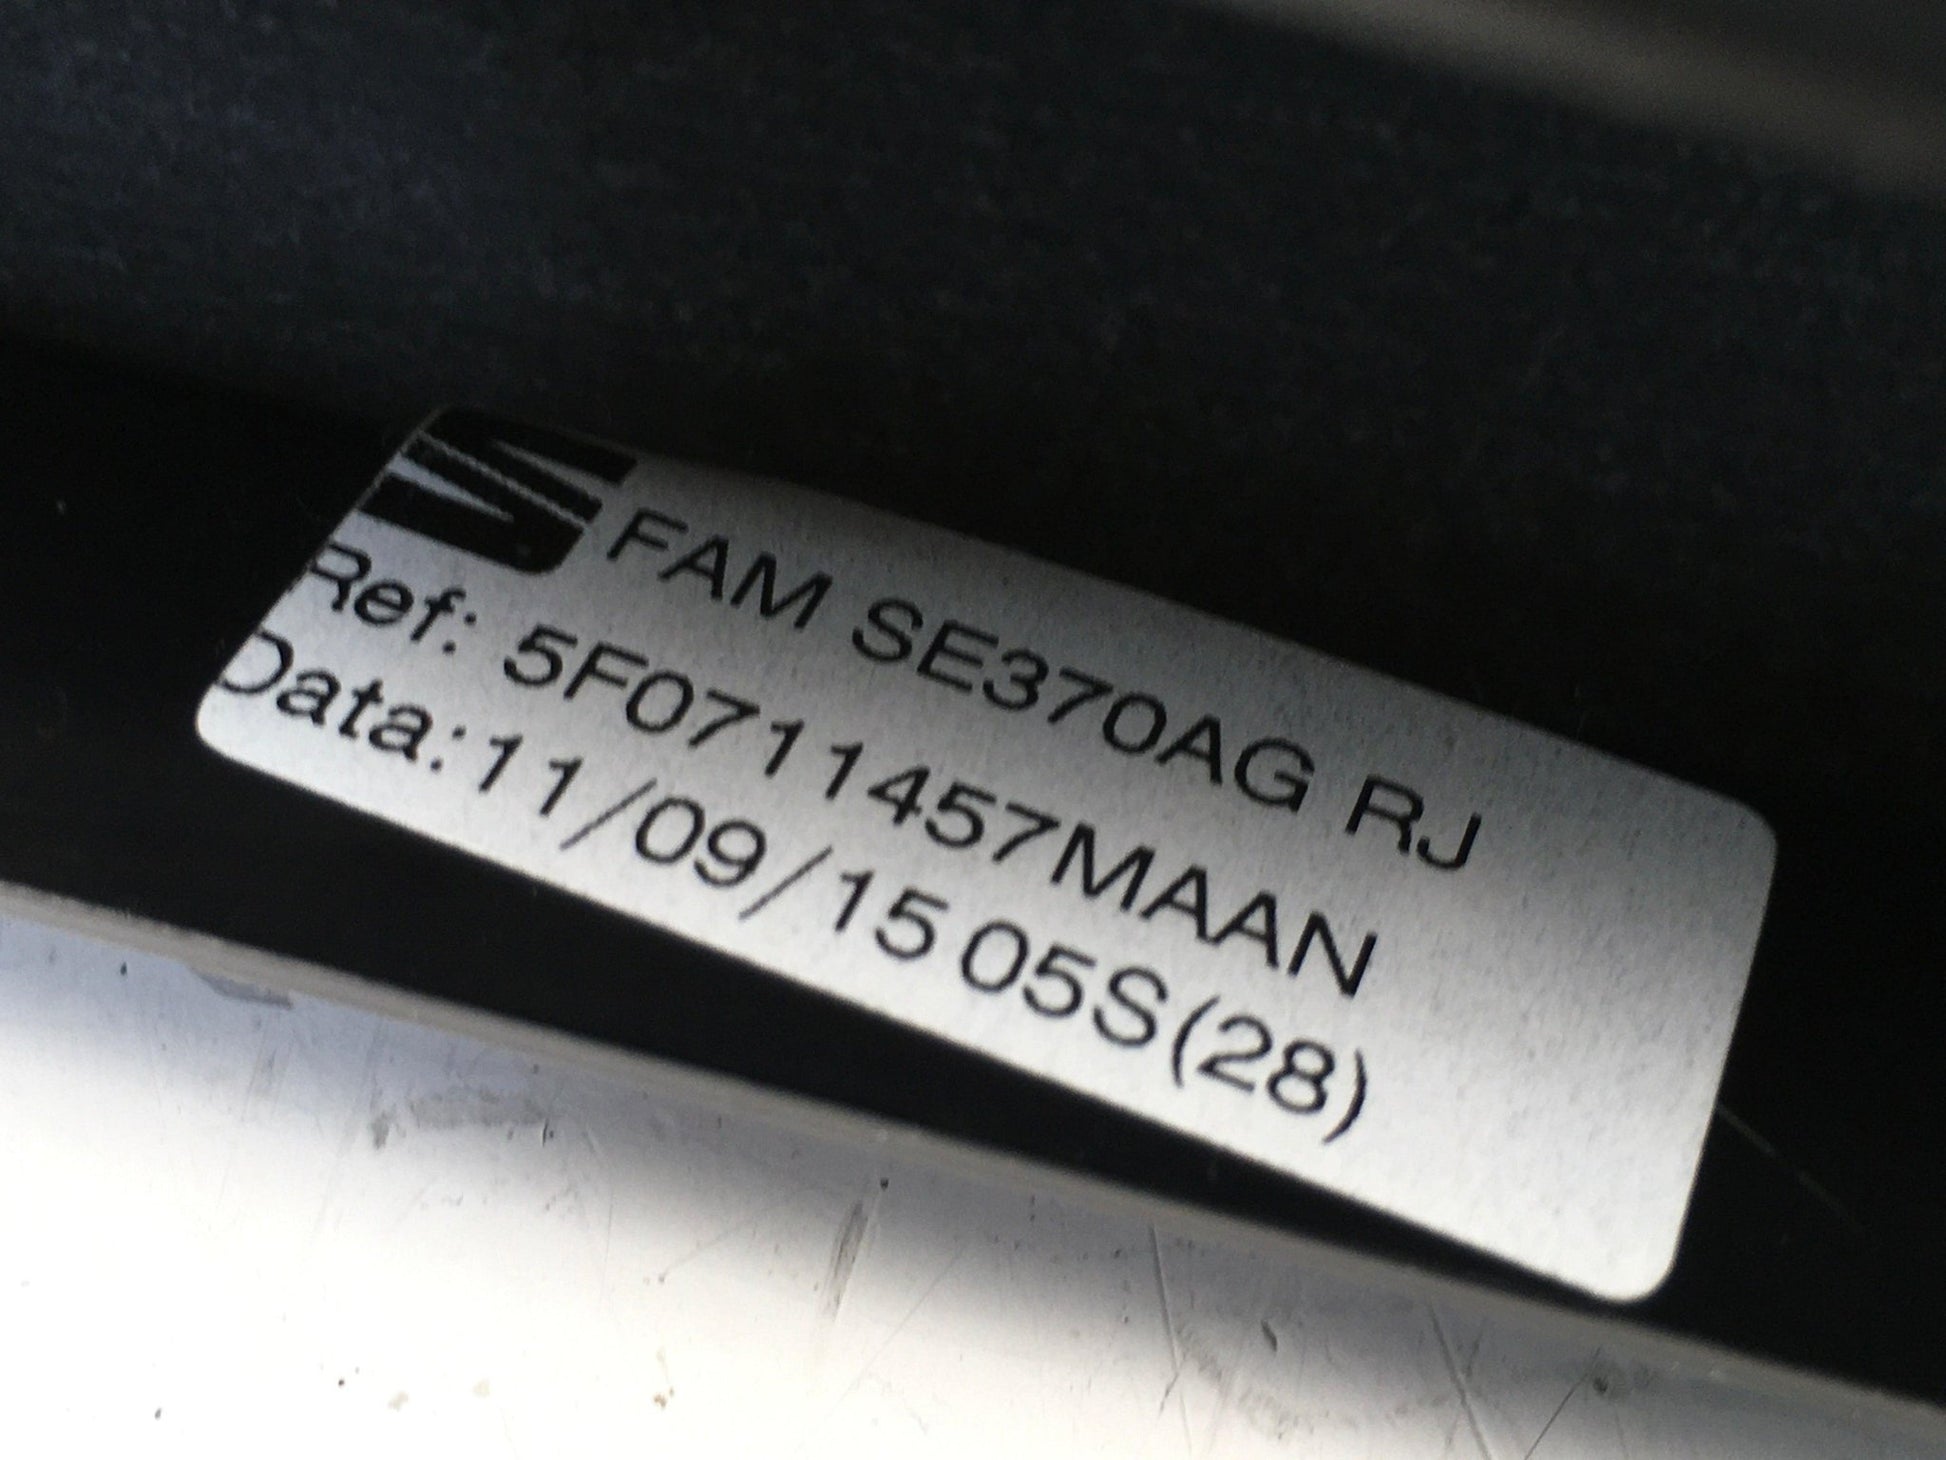 FAM SE370AG RJ
Ref: 5F0711457MAAN
Data:11/09/15 05S(28)